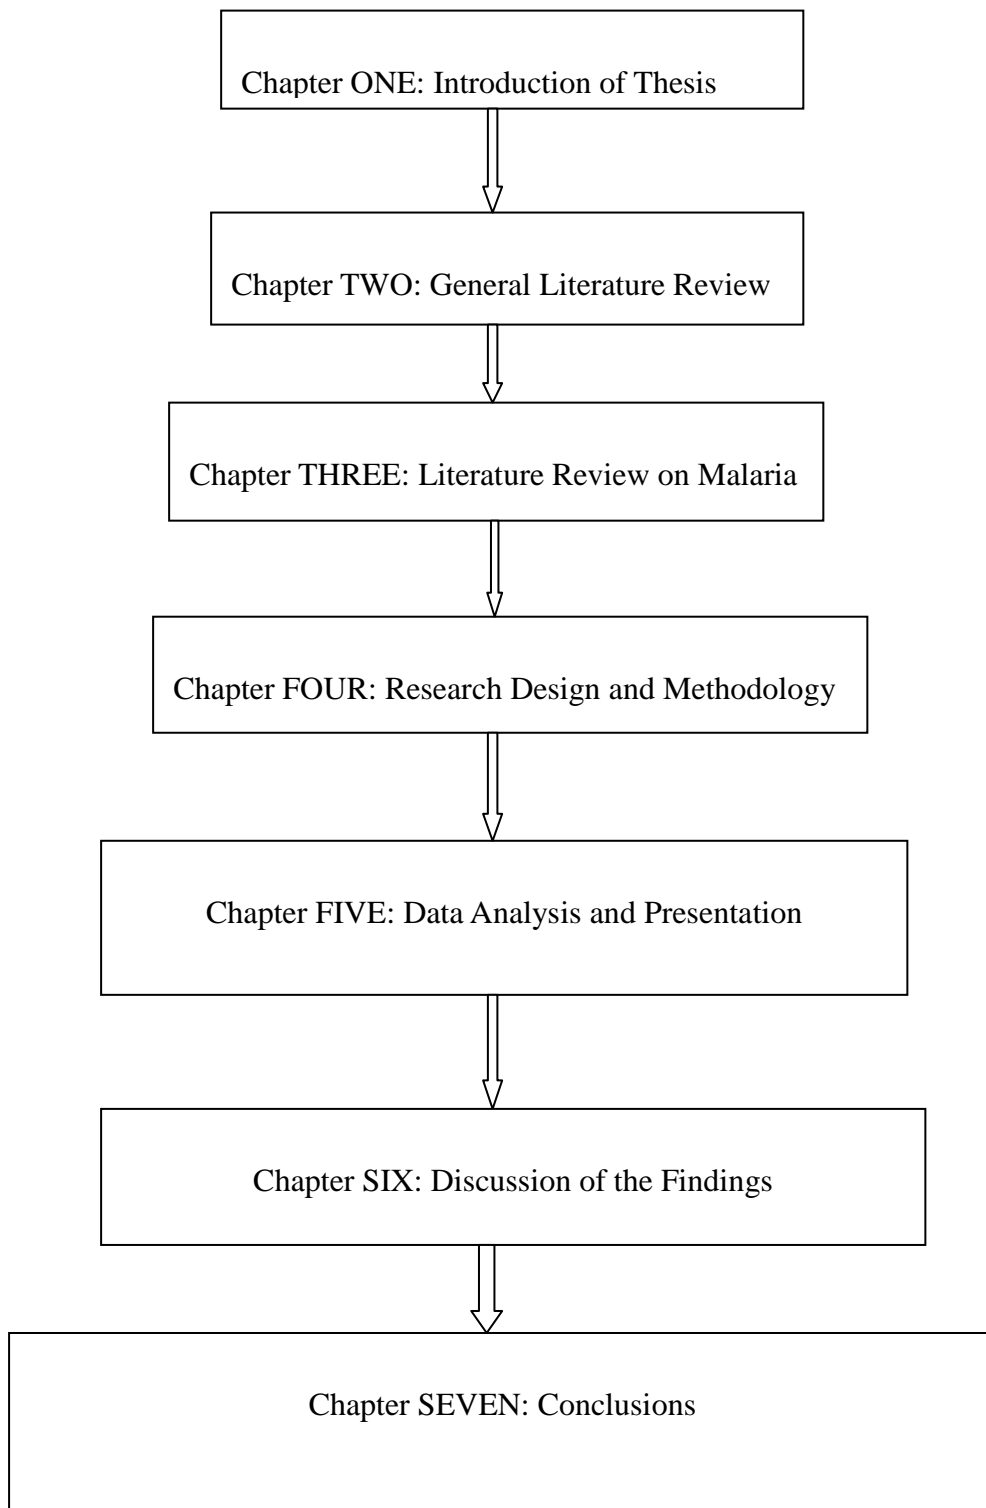 Chapter ONE: Introduction of Thesis
Chapter TWO: General Literature Review
Chapter THREE: Literature Review on Malaria
Chapter FOUR: Research Design and Methodology
Chapter FIVE: Data Analysis and Presentation
Chapter SIX: Discussion of the Findings
Chapter SEVEN: Conclusions